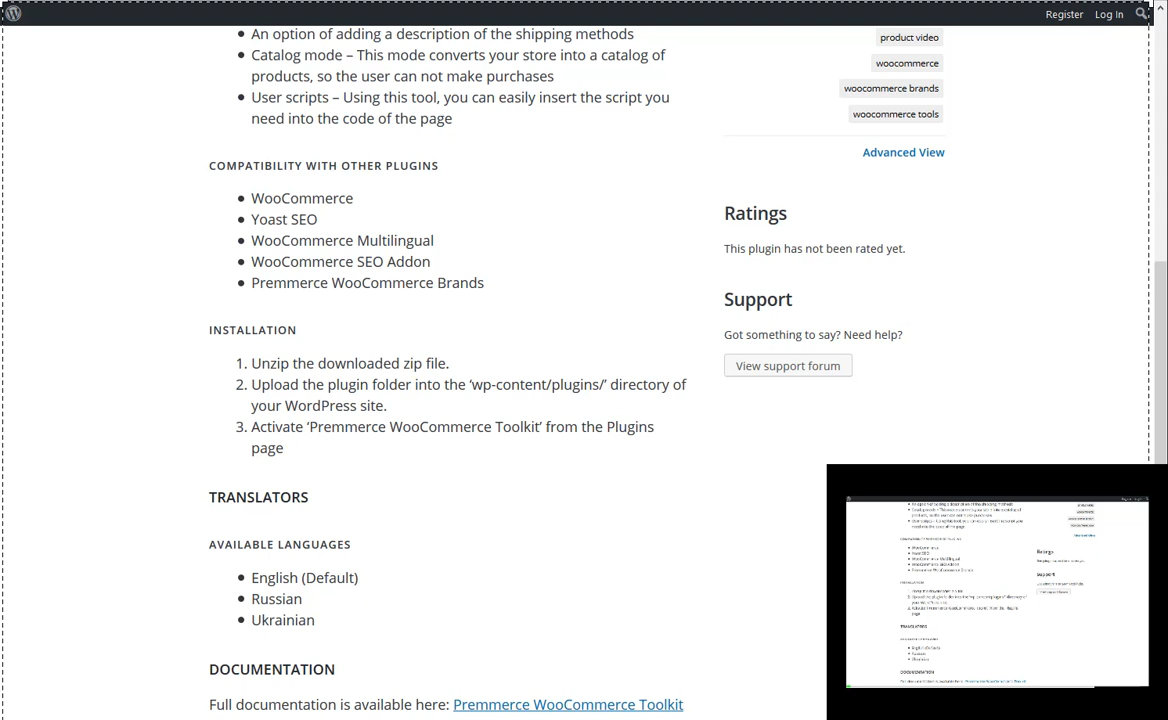 Register Log In
An option of adding a description of the shipping methods
Catalog mode – This mode converts your store into a catalog of
products, so the user can not make purchases
User scripts – Using this tool, you can easily insert the script you
need into the code of the page
COMPATIBILITY WITH OTHER PLUGINS
WooCommerce
Yoast SEO
WooCommerce Multilingual
WooCommerce SEO Addon
Premmerce WooCommerce Brands
INSTALLATION
1. Unzip the downloaded zip file.
2. Upload the plugin folder into the ‘wp-content/plugins/’ directory of
your WordPress site.
3. Activate ‘Premmerce WooCommerce Toolkit’ from the Plugins
page
TRANSLATORS
AVAILABLE LANGUAGES
English (Default)
Russian
Ukrainian
DOCUMENTATION
Full documentation is available here: Premmerce WooCommerce Toolkit
product video
woocommerce
woocommerce brands
woocommerce tools
Advanced View
Ratings
This plugin has not been rated yet.
Support
Got something to say? Need help?
View support forum